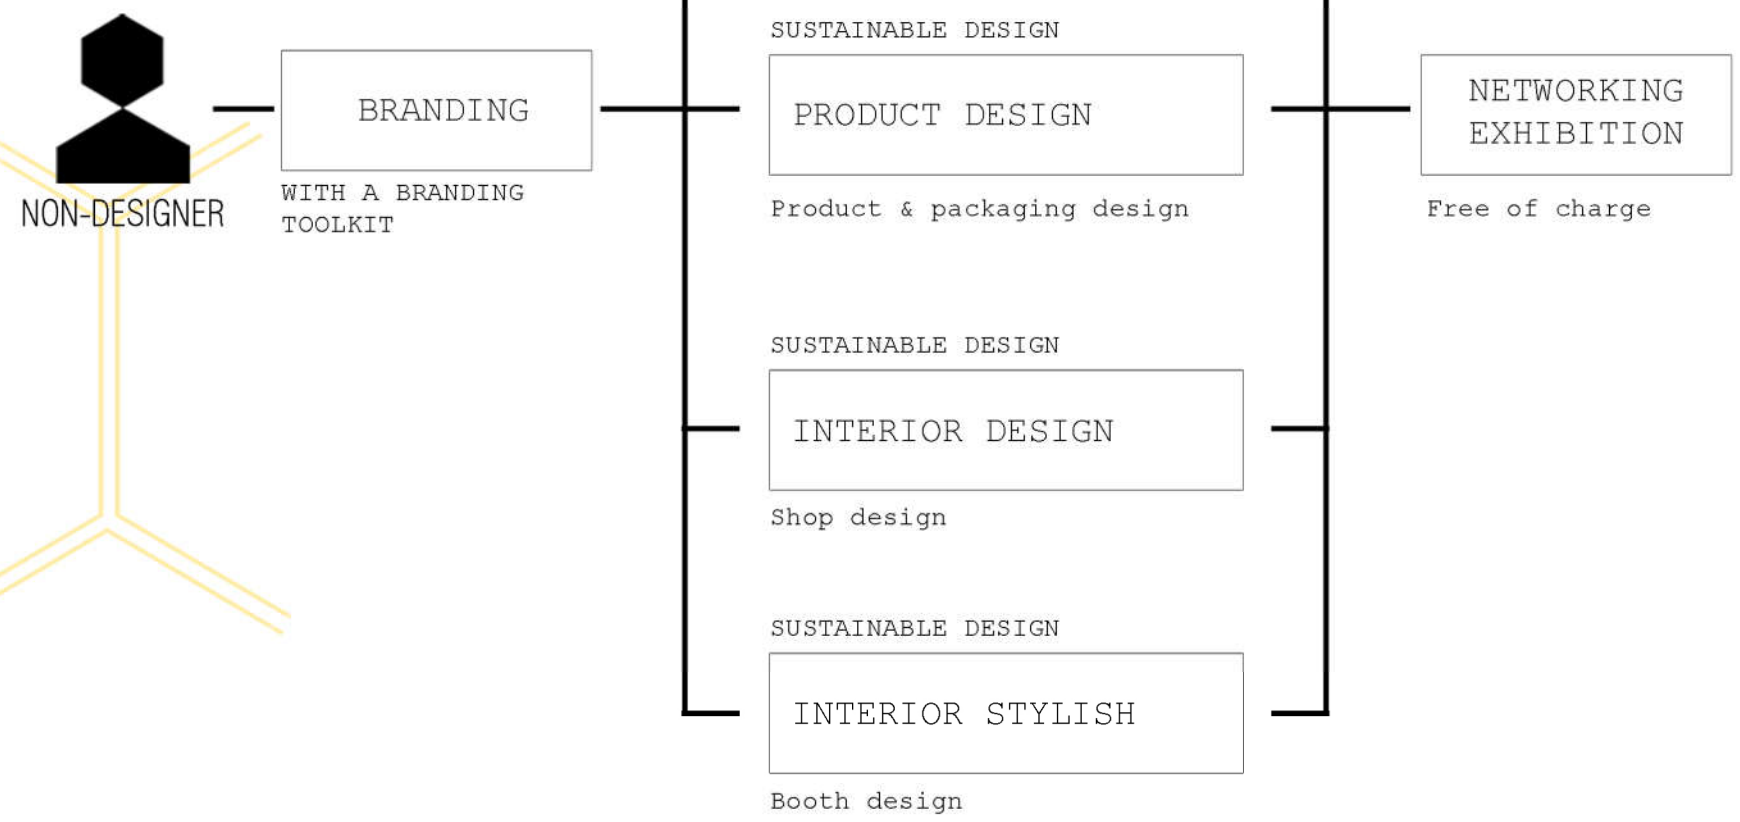 NON-DESIGNER
BRANDING
WITH A BRANDING
TOOLKIT
SUSTAINABLE DESIGN
PRODUCT DESIGN
Product & packaging design
SUSTAINABLE DESIGN
INTERIOR DESIGN
Shop design
SUSTAINABLE DESIGN
INTERIOR STYLISH
Booth design
NETWORKING
EXHIBITION
Free of charge